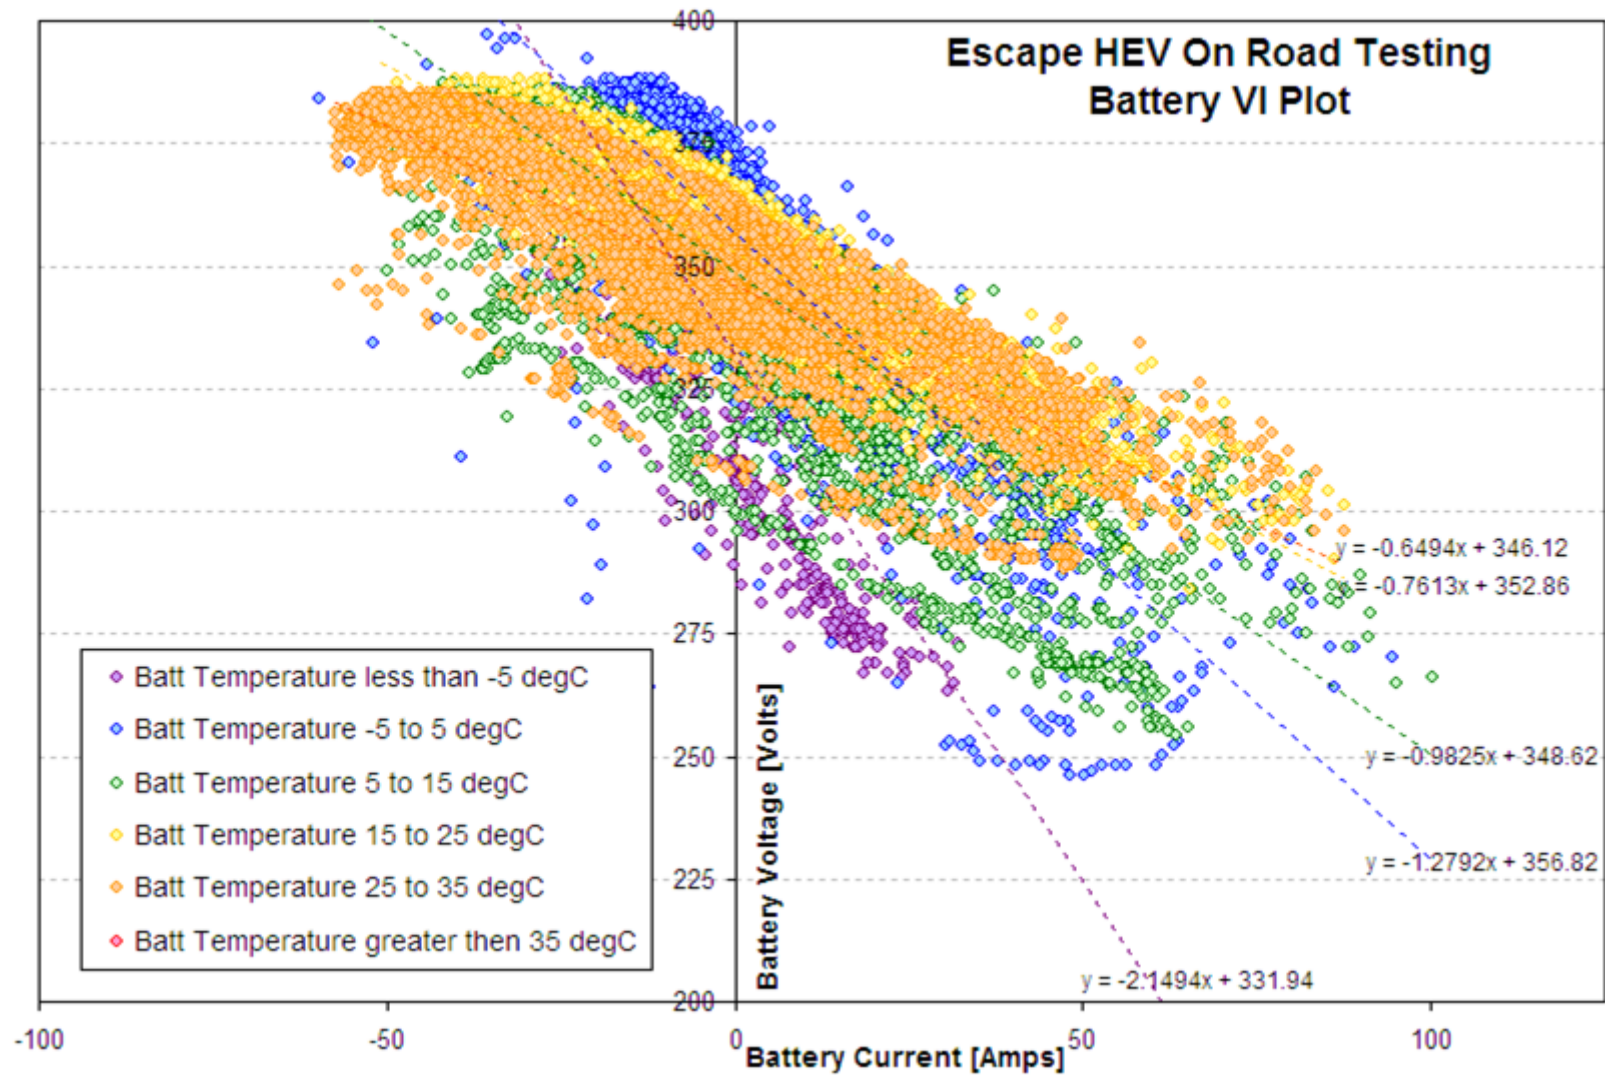 Escape HEV On Road Testing
Battery VI Plot
400
375
350
325
300
275
250
225
200
-100
-50
0
50
100
Battery Voltage [Volts]
Battery Current [Amps]
y = -0.6494x + 346.12
y = -0.7613x + 352.86
y = -0.9825x + 348.62
y = -1.2792x + 356.82
y = -2.1494x + 331.94
Batt Temperature less than -5 degC
Batt Temperature -5 to 5 degC
Batt Temperature 5 to 15 degC
Batt Temperature 15 to 25 degC
Batt Temperature 25 to 35 degC
Batt Temperature greater then 35 degC